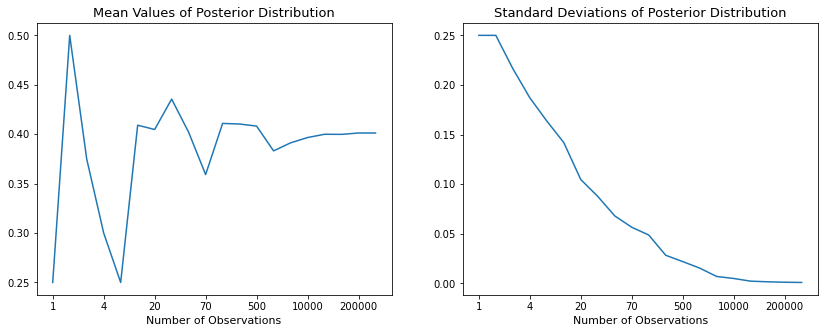 Mean Values of Posterior Distribution
0.50
0.45
0.40
0.35
0.30
0.25
1 4 20 70 500 10000 200000
Number of Observations
Standard Deviations of Posterior Distribution
0.25
0.20
0.15
0.10
0.05
0.00
1 4 20 70 500 10000 200000
Number of Observations